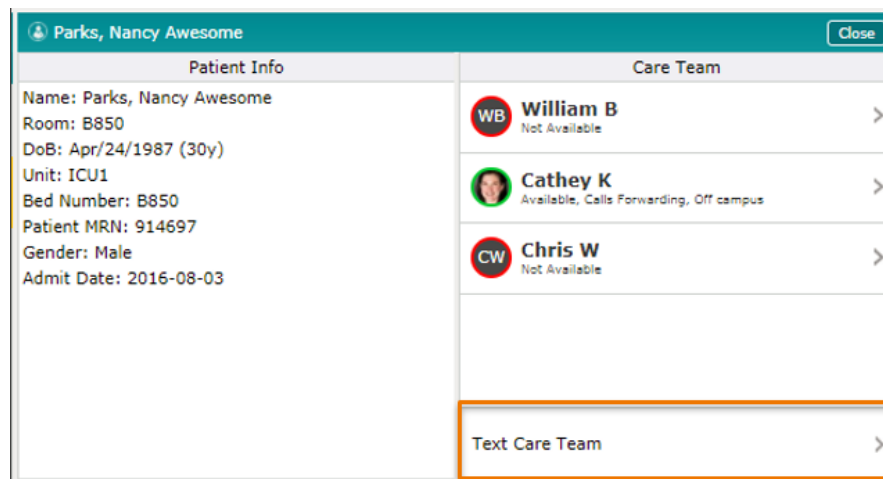 Parks, Nancy Awesome
Close
Patient Info
Name: Parks, Nancy Awesome
Room: B850
DoB: Apr/24/1987 (30y)
Unit: ICU1
Bed Number: B850
Patient MRN: 914697
Gender: Male
Admit Date: 2016-08-03
Care Team
WB
William B
Not Available
Cathey K
Available, Calls Forwarding, Off campus
CW
Chris W
Not Available
Text Care Team